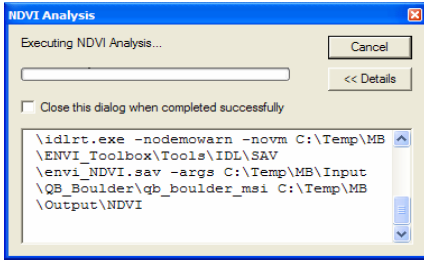 NDVI Analysis
Executing NDVI Analysis...
Cancel
<< Details
Close this dialog when completed successfully
\idlrt.exe -nodemowarn -novm C:\Temp\MB
\ENVI_Toolbox\Tools\IDL\SAV
\envi_NDVI.sav -args C:\Temp\MB\Input
\QB_Boulder\qb_boulder_msi C:\Temp\MB
\Output\NDVI